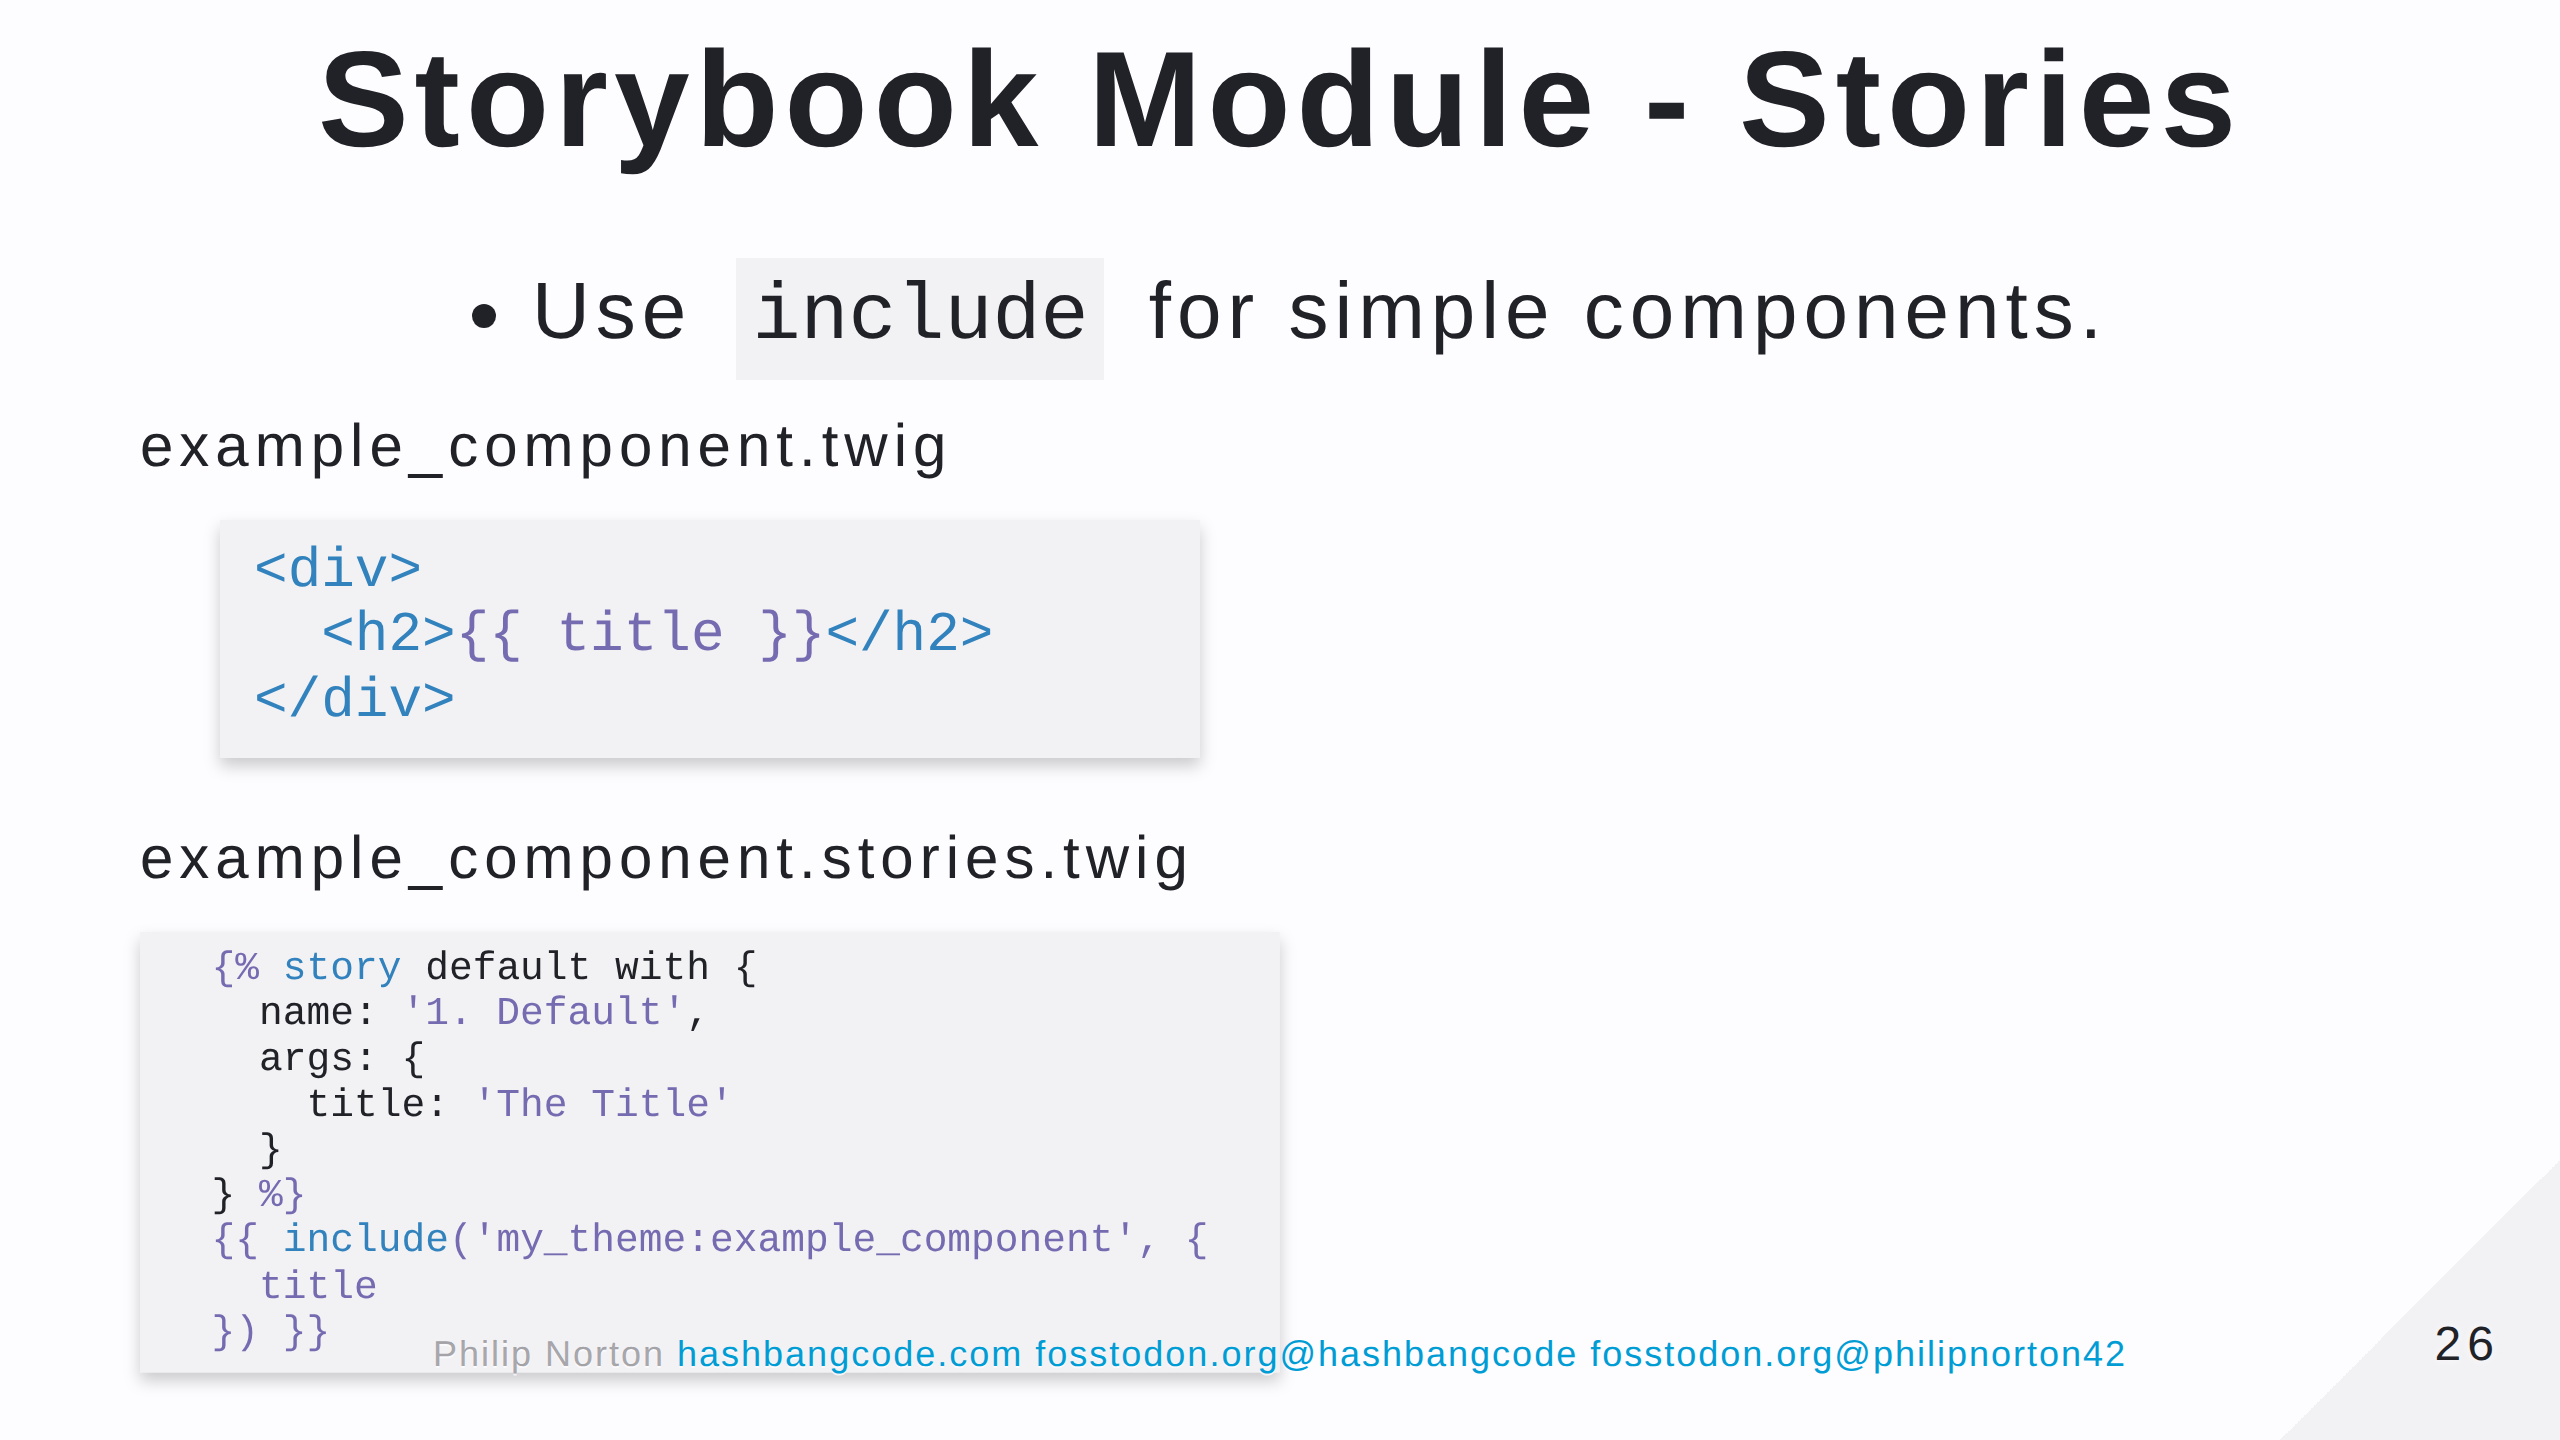 Storybook Module - Stories
• Use include for simple components.
example_component.twig
<div>
  <h2>{{ title }}</h2>
</div>
example_component.stories.twig
{% story default with {
  name: '1. Default',
  args: {
    title: 'The Title'
  }
} %}
{{ include('my_theme:example_component', {
  title
}) }}
Philip Norton hashbangcode.com fosstodon.org@hashbangcode fosstodon.org@philipnorton42
26